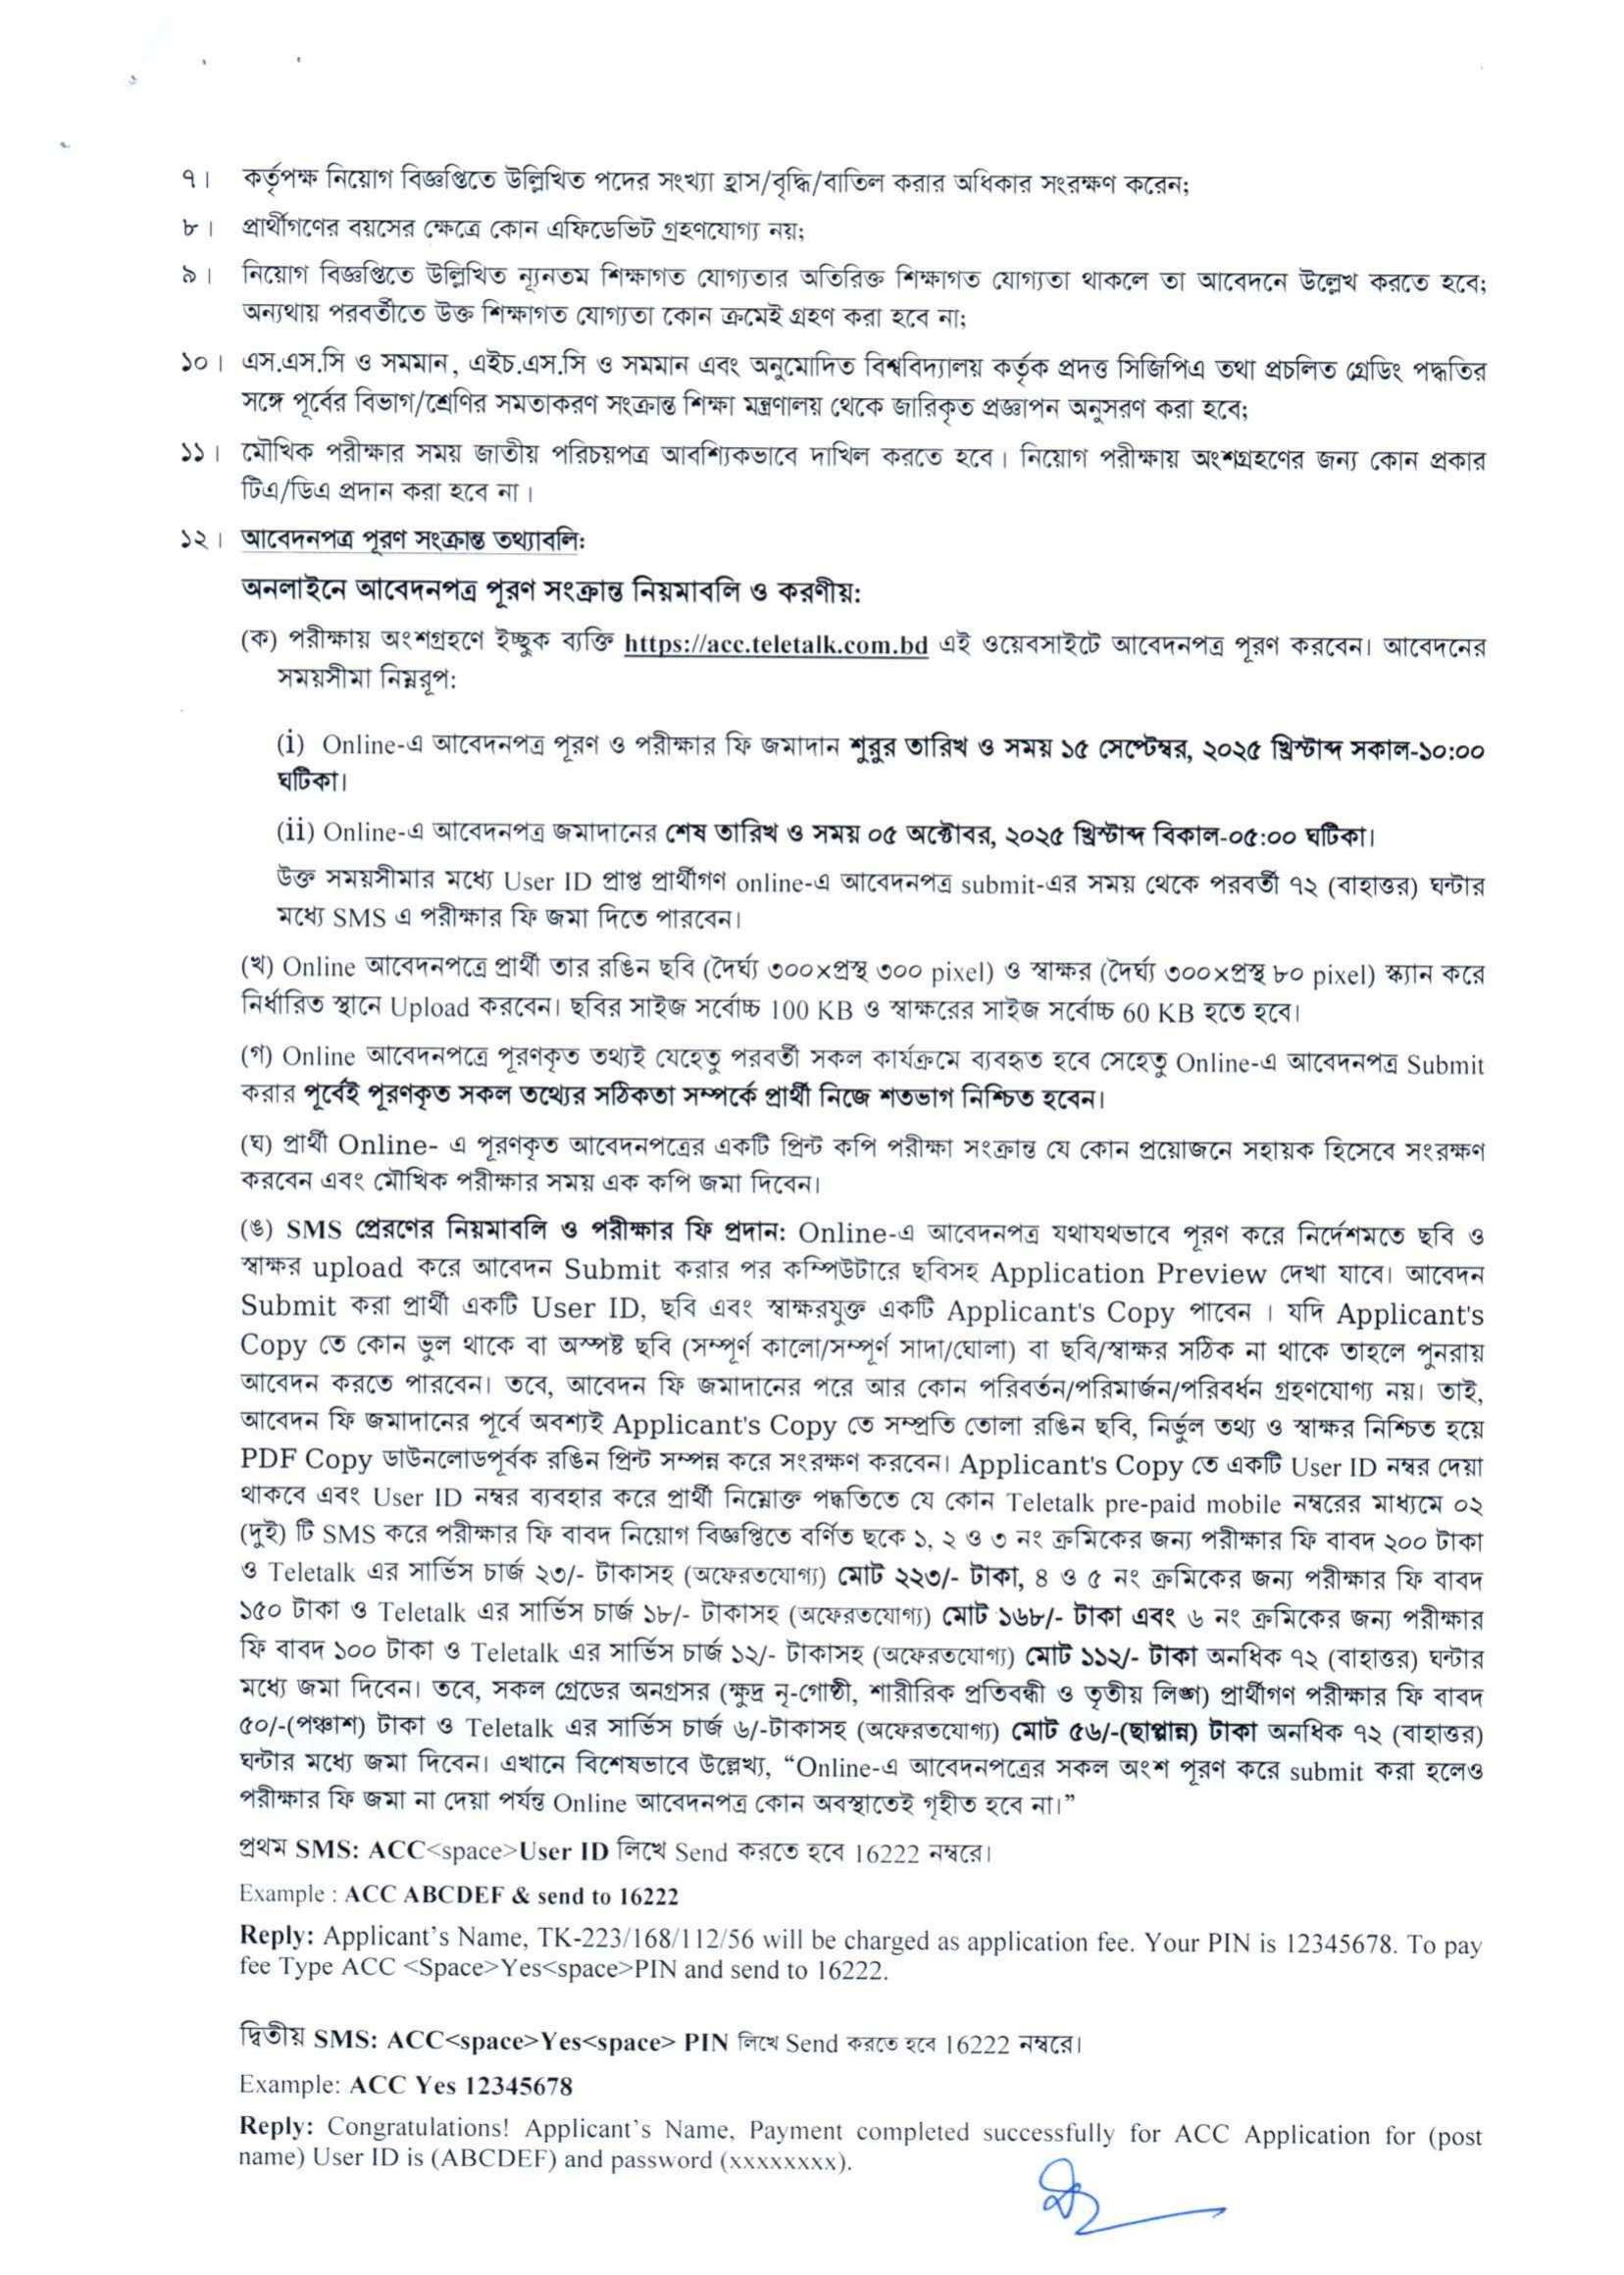 ৭। কর্তৃপক্ষ নিয়োগ বিজ্ঞপ্তিতে উল্লিখিত পদের সংখ্যা হ্রাস/বৃদ্ধি/বাতিল করার অধিকার সংরক্ষণ করেন;
৮। প্রার্থীগণের বয়সের ক্ষেত্রে কোন এফিডেভিট গ্রহণযোগ্য নয়;
৯। নিয়োগ বিজ্ঞপ্তিতে উল্লিখিত ন্যূনতম শিক্ষাগত যোগ্যতার অতিরিক্ত শিক্ষাগত যোগ্যতা থাকলে তা আবেদনে উল্লেখ করতে হবে;
অন্যথায় পরবর্তীতে উক্ত শিক্ষাগত যোগ্যতা কোন ক্রমেই গ্রহণ করা হবে না;
১০। এস.এস.সি ও সমমান, এইচ.এস.সি ও সমমান এবং অনুমোদিত বিশ্ববিদ্যালয় কর্তৃক প্রদত্ত সিজিপিএ তথা প্রচলিত গ্রেডিং পদ্ধতির
সঙ্গে পূর্বের বিভাগ/শ্রেণির সমতাকরণ সংক্রান্ত শিক্ষা মন্ত্রণালয় থেকে জারিকৃত প্রজ্ঞাপন অনুসরণ করা হবে;
১১। মৌখিক পরীক্ষার সময় জাতীয় পরিচয়পত্র আবশ্যিকভাবে দাখিল করতে হবে। নিয়োগ পরীক্ষায় অংশগ্রহণের জন্য কোন প্রকার
টিএ/ডিএ প্রদান করা হবে না।
১২। আবেদনপত্র পূরণ সংক্রান্ত তথ্যাবলি:
অনলাইনে আবেদনপত্র পূরণ সংক্রান্ত নিয়মাবলি ও করণীয়:
(ক) পরীক্ষায় অংশগ্রহণে ইচ্ছুক ব্যক্তি https://acc.teletalk.com.bd এই ওয়েবসাইটে আবেদনপত্র পূরণ করবেন। আবেদনের
সময়সীমা নিম্নরূপ:
(i) Online-এ আবেদনপত্র পূরণ ও পরীক্ষার ফি জমাদান শুরুর তারিখ ও সময় ১৫ সেপ্টেম্বর, ২০২৫ খ্রিস্টাব্দ সকাল-১০:০০
ঘটিকা।
(ii) Online-এ আবেদনপত্র জমাদানের শেষ তারিখ ও সময় ০৫ অক্টোবর, ২০২৫ খ্রিস্টাব্দ বিকাল-০৫:০০ ঘটিকা।
উক্ত সময়সীমার মধ্যে User ID প্রাপ্ত প্রার্থীগণ online-এ আবেদনপত্র submit-এর সময় থেকে পরবর্তী ৭২ (বাহাত্তর) ঘন্টার
মধ্যে SMS এ পরীক্ষার ফি জমা দিতে পারবেন।
(খ) Online আবেদনপত্রে প্রার্থী তার রঙিন ছবি (দৈর্ঘ্য ৩০০×প্রস্থ ৩০০ pixel) ও স্বাক্ষর (দৈর্ঘ্য ৩০০×প্রস্থ ৮০ pixel) স্ক্যান করে
নির্ধারিত স্থানে Upload করবেন। ছবির সাইজ সর্বোচ্চ 100 KB ও স্বাক্ষরের সাইজ সর্বোচ্চ 60 KB হতে হবে।
(গ) Online আবেদনপত্রে পূরণকৃত তথ্যই যেহেতু পরবর্তী সকল কার্যক্রমে ব্যবহৃত হবে সেহেতু Online-এ আবেদনপত্র Submit
করার পূর্বেই পূরণকৃত সকল তথ্যের সঠিকতা সম্পর্কে প্রার্থী নিজে শতভাগ নিশ্চিত হবেন।
(ঘ) প্রার্থী Online- এ পূরণকৃত আবেদনপত্রের একটি প্রিন্ট কপি পরীক্ষা সংক্রান্ত যে কোন প্রয়োজনে সহায়ক হিসেবে সংরক্ষণ
করবেন এবং মৌখিক পরীক্ষার সময় এক কপি জমা দিবেন।
(ঙ) SMS প্রেরণের নিয়মাবলি ও পরীক্ষার ফি প্রদান: Online-এ আবেদনপত্র যথাযথভাবে পূরণ করে নির্দেশমতে ছবি ও
স্বাক্ষর upload করে আবেদন Submit করার পর কম্পিউটারে ছবিসহ Application Preview দেখা যাবে। আবেদন
Submit করা প্রার্থী একটি User ID, ছবি এবং স্বাক্ষরযুক্ত একটি Applicant's Copy পাবেন । যদি Applicant's
Copy তে কোন ভুল থাকে বা অস্পষ্ট ছবি (সম্পূর্ণ কালো/সম্পূর্ণ সাদা/ঘোলা) বা ছবি/স্বাক্ষর সঠিক না থাকে তাহলে পুনরায়
আবেদন করতে পারবেন। তবে, আবেদন ফি জমাদানের পরে আর কোন পরিবর্তন/পরিমার্জন/পরিবর্ধন গ্রহণযোগ্য নয়। তাই,
আবেদন ফি জমাদানের পূর্বে অবশ্যই Applicant's Copy তে সম্প্রতি তোলা রঙিন ছবি, নির্ভুল তথ্য ও স্বাক্ষর নিশ্চিত হয়ে
PDF Copy ডাউনলোডপূর্বক রঙিন প্রিন্ট সম্পন্ন করে সংরক্ষণ করবেন। Applicant's Copy তে একটি User ID নম্বর দেয়া
থাকবে এবং User ID নম্বর ব্যবহার করে প্রার্থী নিম্নোক্ত পদ্ধতিতে যে কোন Teletalk pre-paid mobile নম্বরের মাধ্যমে ০২
(দুই) টি SMS করে পরীক্ষার ফি বাবদ নিয়োগ বিজ্ঞপ্তিতে বর্ণিত ছকে ১, ২ ও ৩ নং ক্রমিকের জন্য পরীক্ষার ফি বাবদ ২০০ টাকা
ও Teletalk এর সার্ভিস চার্জ ২৩/- টাকাসহ (অফেরতযোগ্য) মোট ২২৩/- টাকা, ৪ ও ৫ নং ক্রমিকের জন্য পরীক্ষার ফি বাবদ
১৫০ টাকা ও Teletalk এর সার্ভিস চার্জ ১৮/- টাকাসহ (অফেরতযোগ্য) মোট ১৬৮/- টাকা এবং ৬ নং ক্রমিকের জন্য পরীক্ষার
ফি বাবদ ১০০ টাকা ও Teletalk এর সার্ভিস চার্জ ১২/- টাকাসহ (অফেরতযোগ্য) মোট ১১২/- টাকা অনধিক ৭২ (বাহাত্তর) ঘন্টার
মধ্যে জমা দিবেন। তবে, সকল গ্রেডের অনগ্রসর (ক্ষুদ্র নৃ-গোষ্ঠী, শারীরিক প্রতিবন্ধী ও তৃতীয় লিঙ্গ) প্রার্থীগণ পরীক্ষার ফি বাবদ
৫০/-(পঞ্চাশ) টাকা ও Teletalk এর সার্ভিস চার্জ ৬/-টাকাসহ (অফেরতযোগ্য) মোট ৫৬/-(ছাপ্পান্ন) টাকা অনধিক ৭২ (বাহাত্তর)
ঘন্টার মধ্যে জমা দিবেন। এখানে বিশেষভাবে উল্লেখ্য, “Online-এ আবেদনপত্রের সকল অংশ পূরণ করে submit করা হলেও
পরীক্ষার ফি জমা না দেয়া পর্যন্ত Online আবেদনপত্র কোন অবস্থাতেই গৃহীত হবে না।”
প্রথম SMS: ACC<space>User ID লিখে Send করতে হবে 16222 নম্বরে।
Example : ACC ABCDEF & send to 16222
Reply: Applicant’s Name, TK-223/168/112/56 will be charged as application fee. Your PIN is 12345678. To pay
fee Type ACC <Space>Yes<space>PIN and send to 16222.
দ্বিতীয় SMS: ACC<space>Yes<space> PIN লিখে Send করতে হবে 16222 নম্বরে।
Example: ACC Yes 12345678
Reply: Congratulations! Applicant’s Name, Payment completed successfully for ACC Application for (post
name) User ID is (ABCDEF) and password (xxxxxxxx).